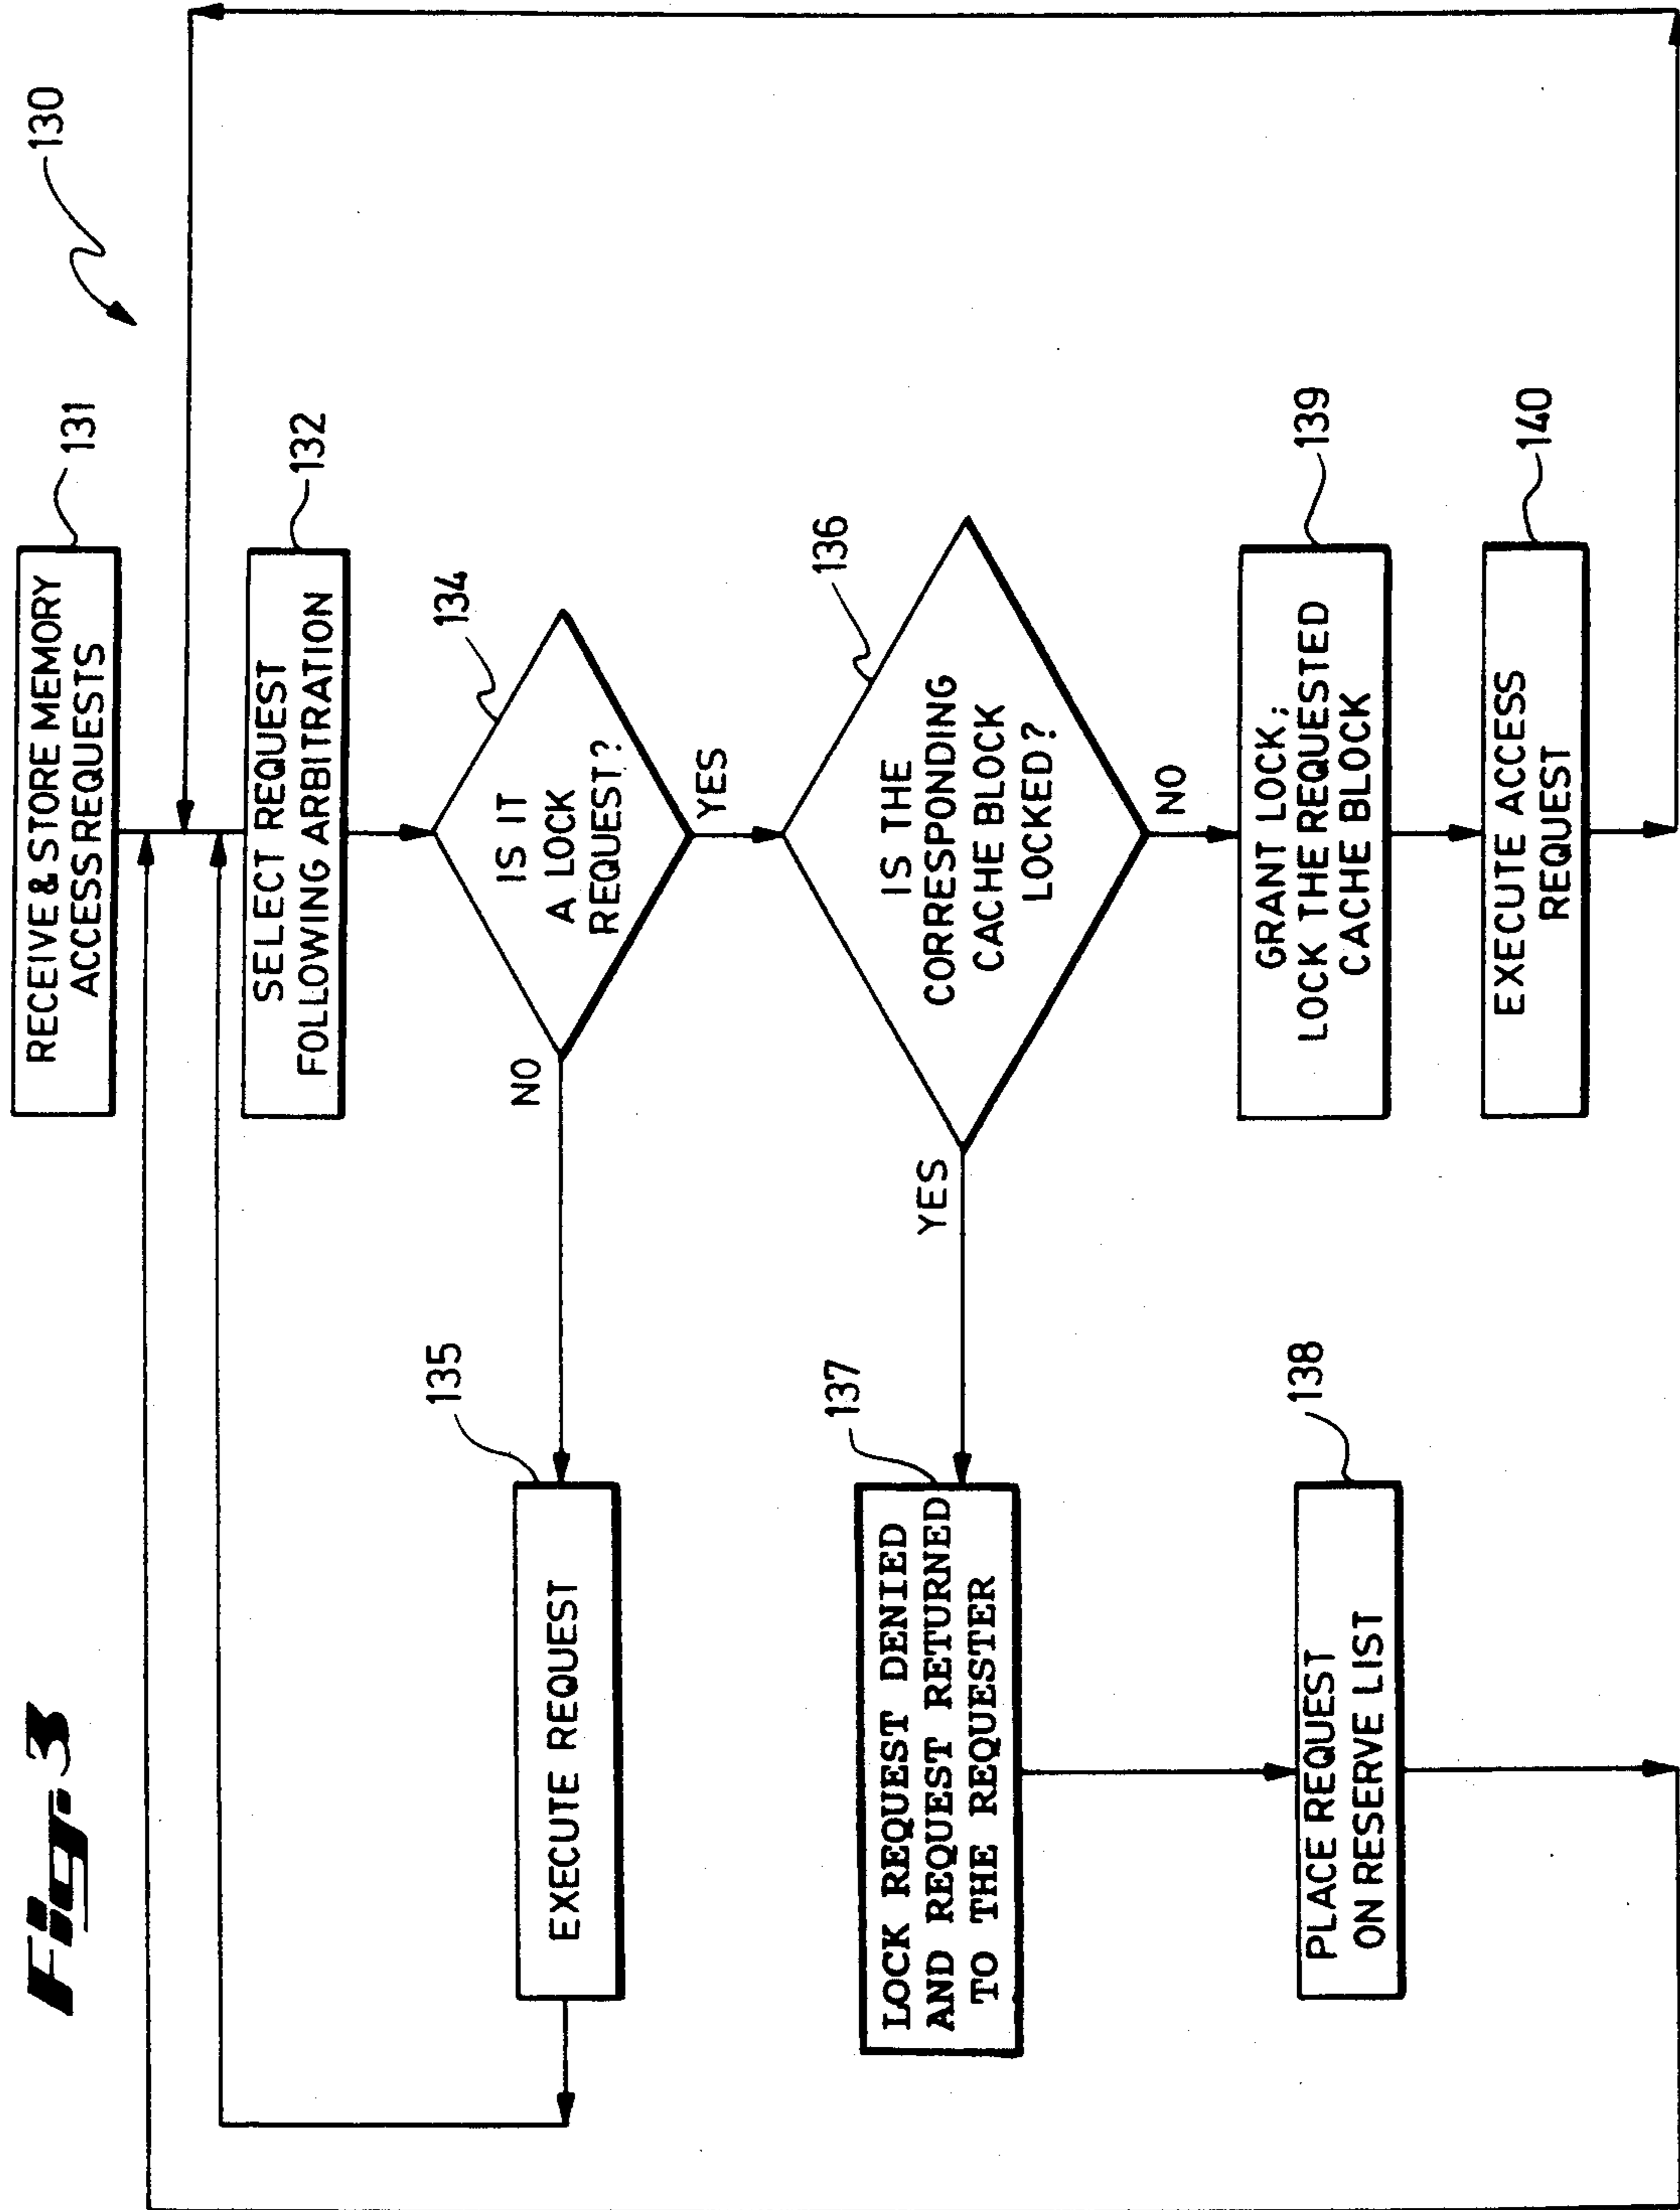 Fig. 3
130
RECEIVE & STORE MEMORY
ACCESS REQUESTS
131
SELECT REQUEST
FOLLOWING ARBITRATION
132
IS IT
A LOCK
REQUEST?
134
NO
YES
EXECUTE REQUEST
135
IS THE
CORRESPONDING
CACHE BLOCK
LOCKED?
136
YES
NO
LOCK REQUEST DENIED
AND REQUEST RETURNED
TO THE REQUESTER
137
PLACE REQUEST
ON RESERVE LIST
138
GRANT LOCK;
LOCK THE REQUESTED
CACHE BLOCK
139
EXECUTE ACCESS
REQUEST
140